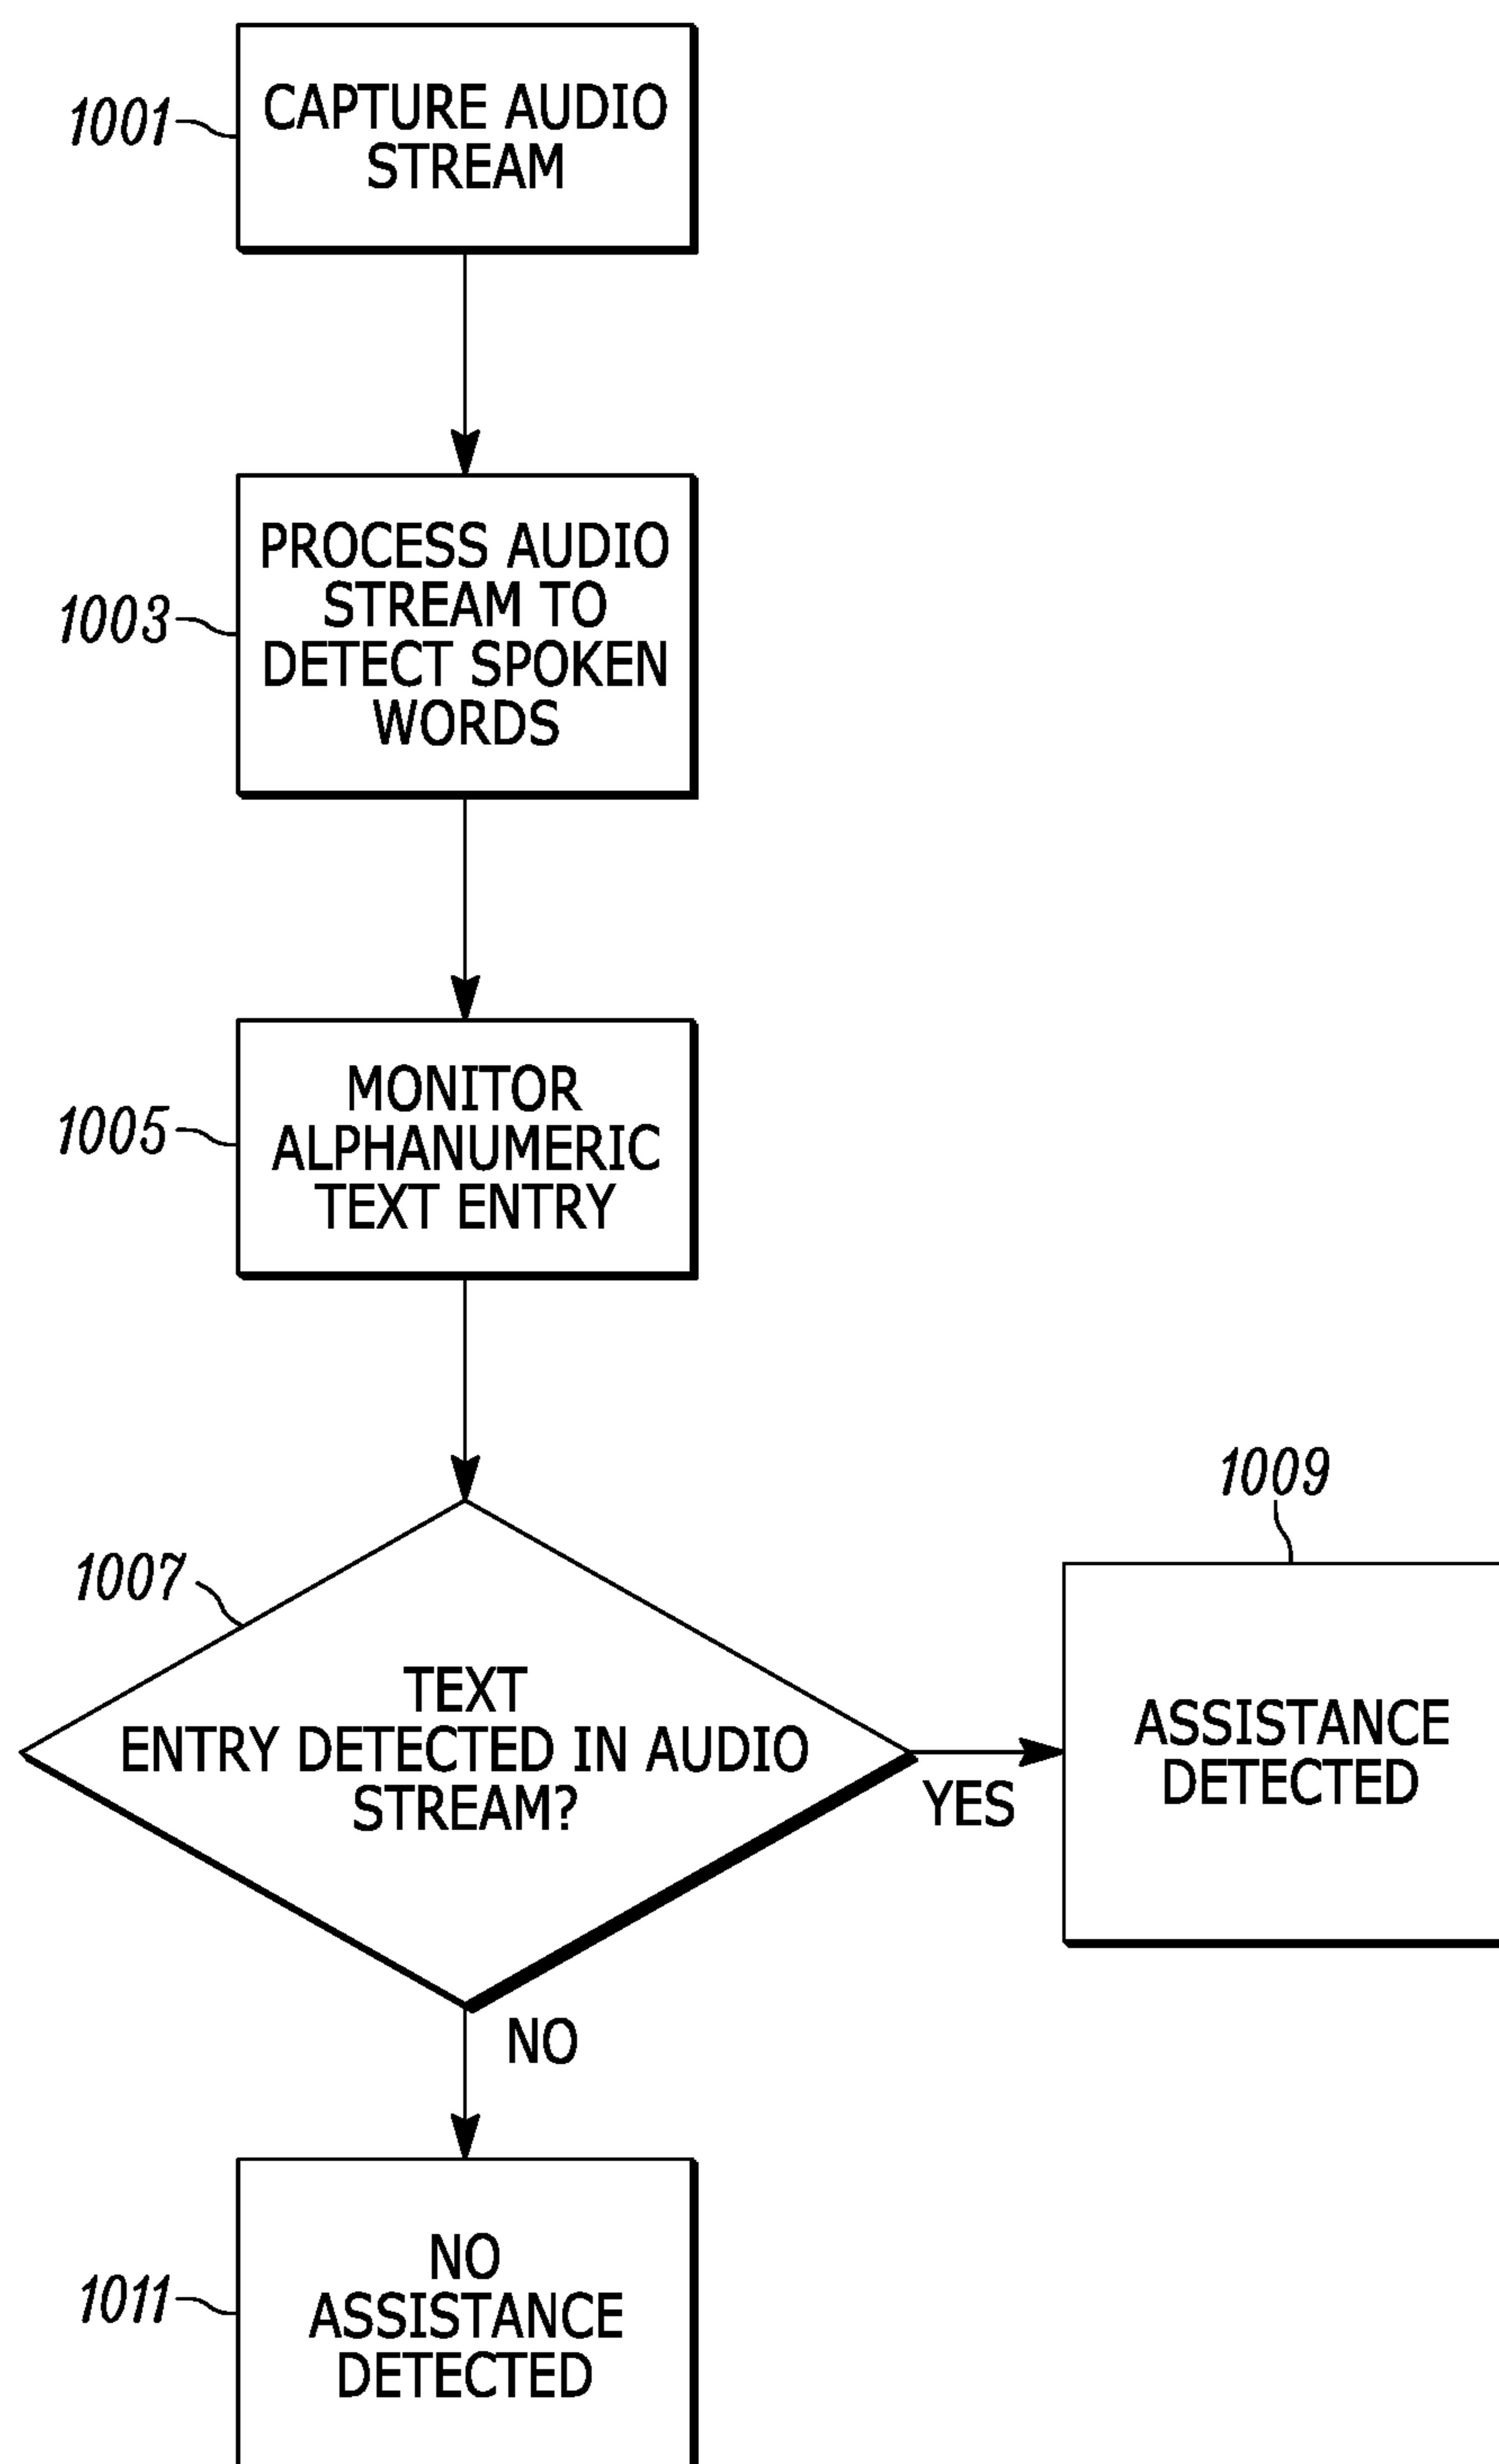 1001
CAPTURE AUDIO
STREAM
1003
PROCESS AUDIO
STREAM TO
DETECT SPOKEN
WORDS
1005
MONITOR
ALPHANUMERIC
TEXT ENTRY
1007
TEXT
ENTRY DETECTED IN AUDIO
STREAM?
YES
1009
ASSISTANCE
DETECTED
NO
1011
NO
ASSISTANCE
DETECTED